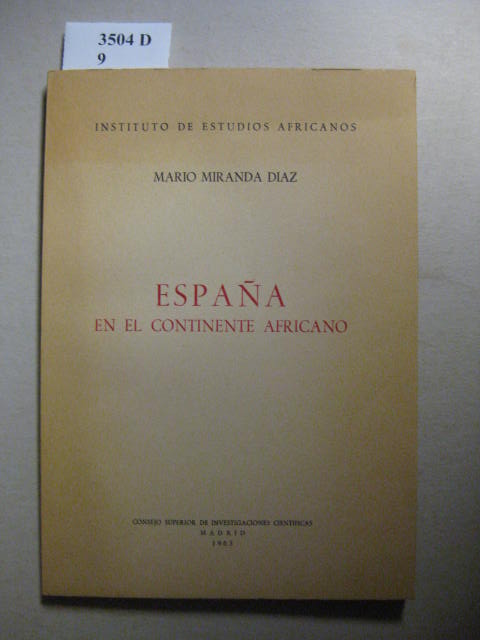 3504 D
9
INSTITUTO DE ESTUDIOS AFRICANOS
MARIO MIRANDA DIAZ
ESPAÑA
EN EL CONTINENTE AFRICANO
CONSEJO SUPERIOR DE INVESTIGACIONES CIENTIFICAS
MADRID
1963